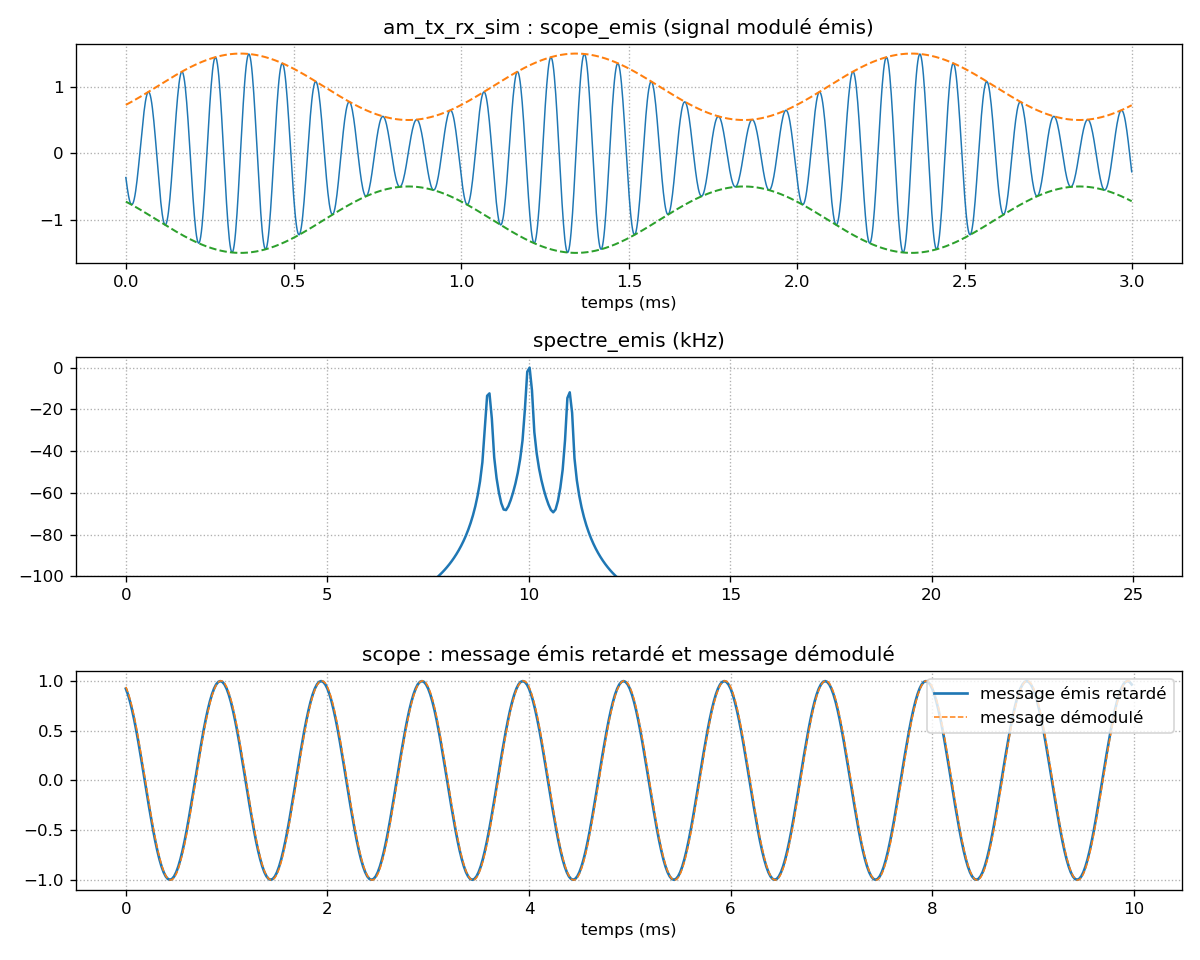 am_tx_rx_sim : scope_emis (signal modulé émis)
1
0
−1
0.0 0.5 1.0 1.5 2.0 2.5 3.0
temps (ms)
spectre_emis (kHz)
0
−20
−40
−60
−80
−100
0 5 10 15 20 25
scope : message émis retardé et message démodulé
1.0
0.5
0.0
−0.5
−1.0
message émis retardé
message démodulé
0 2 4 6 8 10
temps (ms)